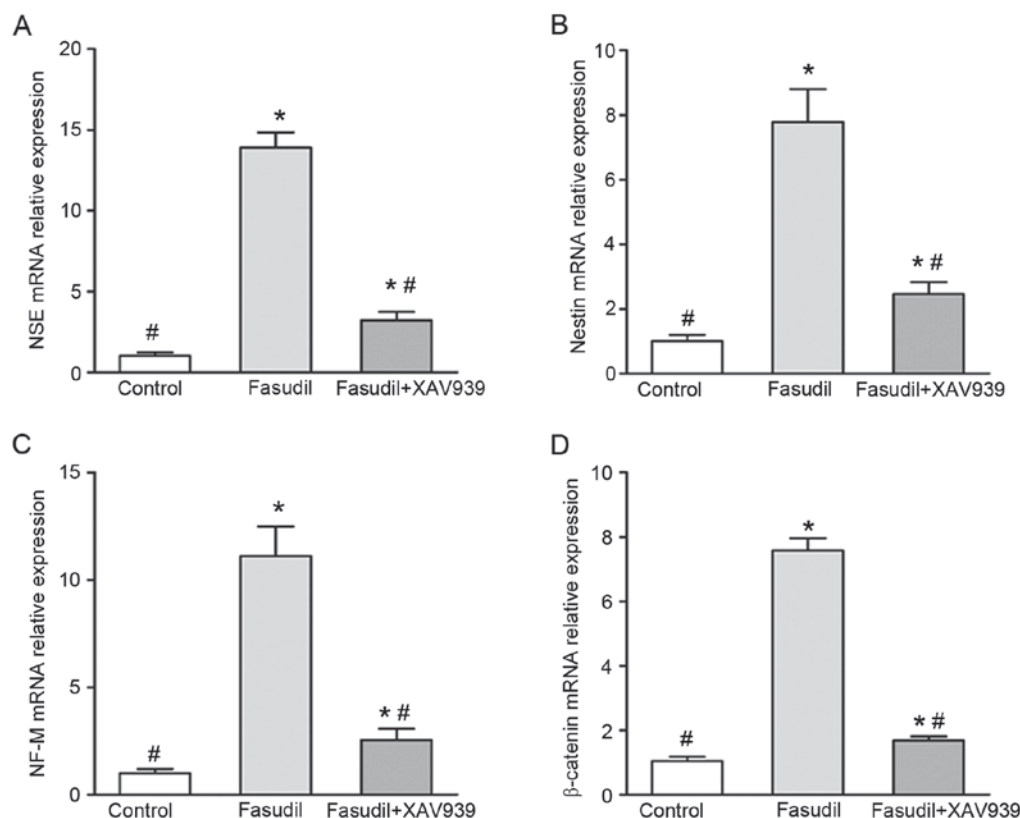 A
NSE mRNA relative expression
20
15
10
5
0
#
*
* #
Control Fasudil Fasudil+XAV939
B
Nestin mRNA relative expression
10
8
6
4
2
0
#
*
* #
Control Fasudil Fasudil+XAV939
C
NF-M mRNA relative expression
15
10
5
0
#
*
* #
Control Fasudil Fasudil+XAV939
D
β-catenin mRNA relative expression
10
8
6
4
2
0
#
*
* #
Control Fasudil Fasudil+XAV939